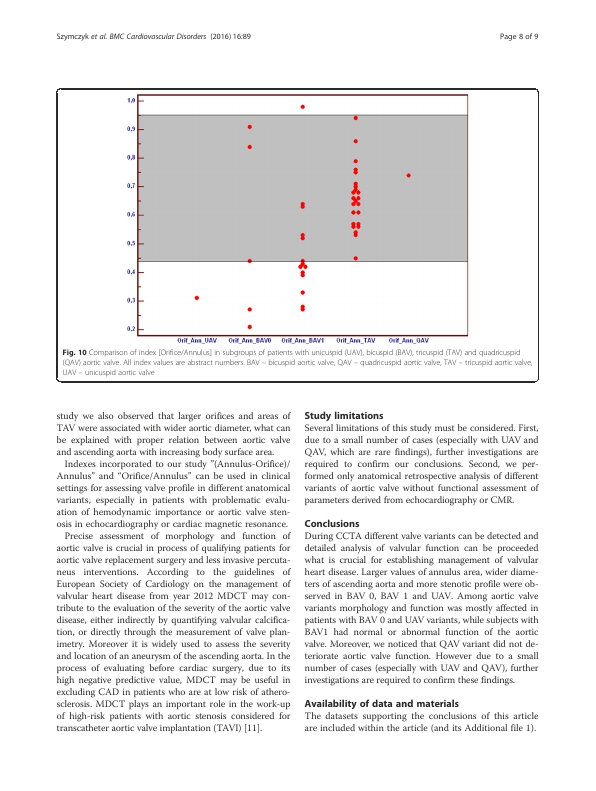 Szymczyk et al. BMC Cardiovascular Disorders (2016) 16:89
Page 8 of 9
1,0
0,9
0,8
0,7
0,6
0,5
0,4
0,3
0,2
Orif_Ann_UAV Orif_Ann_BAV0 Orif_Ann_BAV1 Orif_Ann_TAV Orif_Ann_QAV
Fig. 10 Comparison of index [Orifice/Annulus] in subgroups of patients with unicuspid (UAV), bicuspid (BAV), tricuspid (TAV) and quadricuspid
(QAV) aortic valve. All index values are abstract numbers. BAV – bicuspid aortic valve, QAV – quadricuspid aortic valve, TAV – tricuspid aortic valve,
UAV – unicuspid aortic valve
study we also observed that larger orifices and areas of
TAV were associated with wider aortic diameter, what can
be explained with proper relation between aortic valve
and ascending aorta with increasing body surface area.
Indexes incorporated to our study "(Annulus-Orifice)/
Annulus" and "Orifice/Annulus" can be used in clinical
settings for assessing valve profile in different anatomical
variants, especially in patients with problematic evalu-
ation of hemodynamic importance or aortic valve sten-
osis in echocardiography or cardiac magnetic resonance.
Precise assessment of morphology and function of
aortic valve is crucial in process of qualifying patients for
aortic valve replacement surgery and less invasive percuta-
neus interventions. According to the guidelines of
European Society of Cardiology on the management of
valvular heart disease from year 2012 MDCT may con-
tribute to the evaluation of the severity of the aortic valve
disease, either indirectly by quantifying valvular calcifica-
tion, or directly through the measurement of valve plan-
imetry. Moreover it is widely used to assess the severity
and location of an aneurysm of the ascending aorta. In the
process of evaluating before cardiac surgery, due to its
high negative predictive value, MDCT may be useful in
excluding CAD in patients who are at low risk of athero-
sclerosis. MDCT plays an important role in the work-up
of high-risk patients with aortic stenosis considered for
transcatheter aortic valve implantation (TAVI) [11].
Study limitations
Several limitations of this study must be considered. First,
due to a small number of cases (especially with UAV and
QAV, which are rare findings), further investigations are
required to confirm our conclusions. Second, we per-
formed only anatomical retrospective analysis of different
variants of aortic valve without functional assessment of
parameters derived from echocardiography or CMR.
Conclusions
During CCTA different valve variants can be detected and
detailed analysis of valvular function can be proceeded
what is crucial for establishing management of valvular
heart disease. Larger values of annulus area, wider diame-
ters of ascending aorta and more stenotic profile were ob-
served in BAV 0, BAV 1 and UAV. Among aortic valve
variants morphology and function was mostly affected in
patients with BAV 0 and UAV variants, while subjects with
BAV1 had normal or abnormal function of the aortic
valve. Moreover, we noticed that QAV variant did not de-
teriorate aortic valve function. However due to a small
number of cases (especially with UAV and QAV), further
investigations are required to confirm these findings.
Availability of data and materials
The datasets supporting the conclusions of this article
are included within the article (and its Additional file 1).